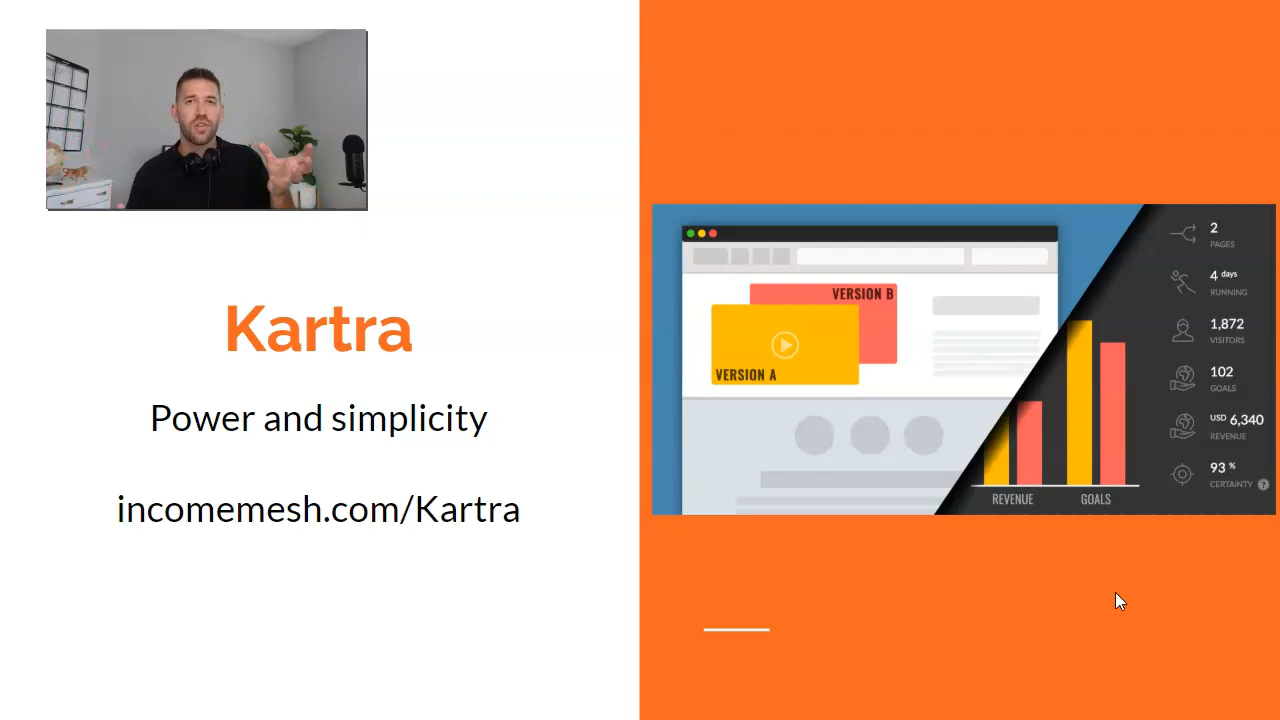 Kartra
Power and simplicity
incomemesh.com/Kartra
VERSION B
VERSION A
REVENUE
GOALS
2
PAGES
4 days
RUNNING
1,872
VISITORS
102
GOALS
USD 6,340
REVENUE
93 %
CERTAINTY ?